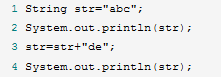 1 String str="abc";
2 System.out.println(str);
3 str=str+"de";
4 System.out.println(str);